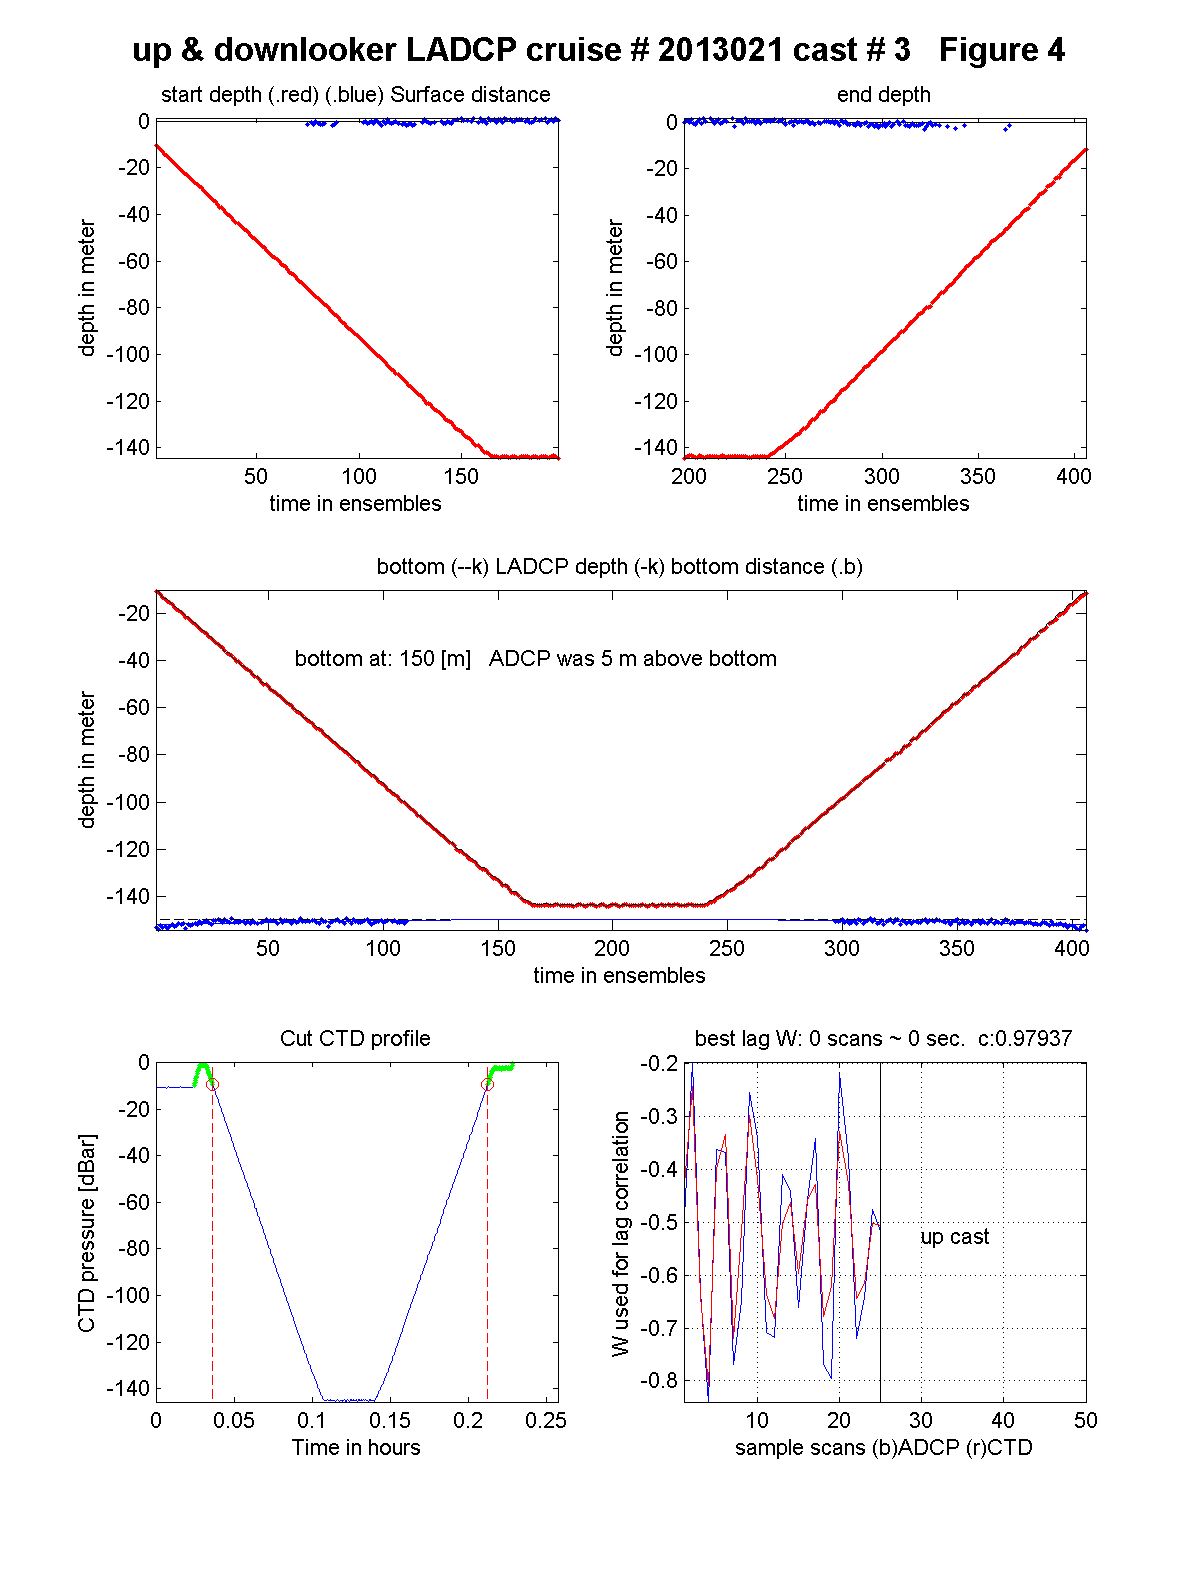 up & downlooker LADCP cruise # 2013021 cast # 3   Figure 4
start depth (.red) (.blue) Surface distance
0
-20
-40
-60
-80
-100
-120
-140
depth in meter
50 100 150
time in ensembles
end depth
0
-20
-40
-60
-80
-100
-120
-140
depth in meter
200 250 300 350 400
time in ensembles
bottom (--k) LADCP depth (-k) bottom distance (.b)
-20
-40
-60
-80
-100
-120
-140
depth in meter
bottom at: 150 [m]   ADCP was 5 m above bottom
50 100 150 200 250 300 350 400
time in ensembles
Cut CTD profile
0
-20
-40
-60
-80
-100
-120
-140
CTD pressure [dBar]
0 0.05 0.1 0.15 0.2 0.25
Time in hours
best lag W: 0 scans ~ 0 sec.  c:0.97937
-0.2
-0.3
-0.4
-0.5
-0.6
-0.7
-0.8
W used for lag correlation
up cast
10 20 30 40 50
sample scans (b)ADCP (r)CTD